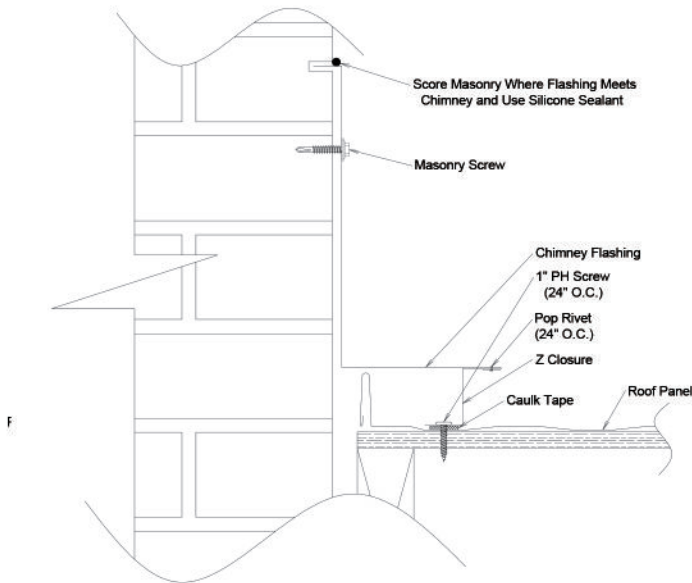 Score Masonry Where Flashing Meets
Chimney and Use Silicone Sealant
Masonry Screw
Chimney Flashing
1" PH Screw
(24" O.C.)
Pop Rivet
(24" O.C.)
Z Closure
Caulk Tape
Roof Panel
F